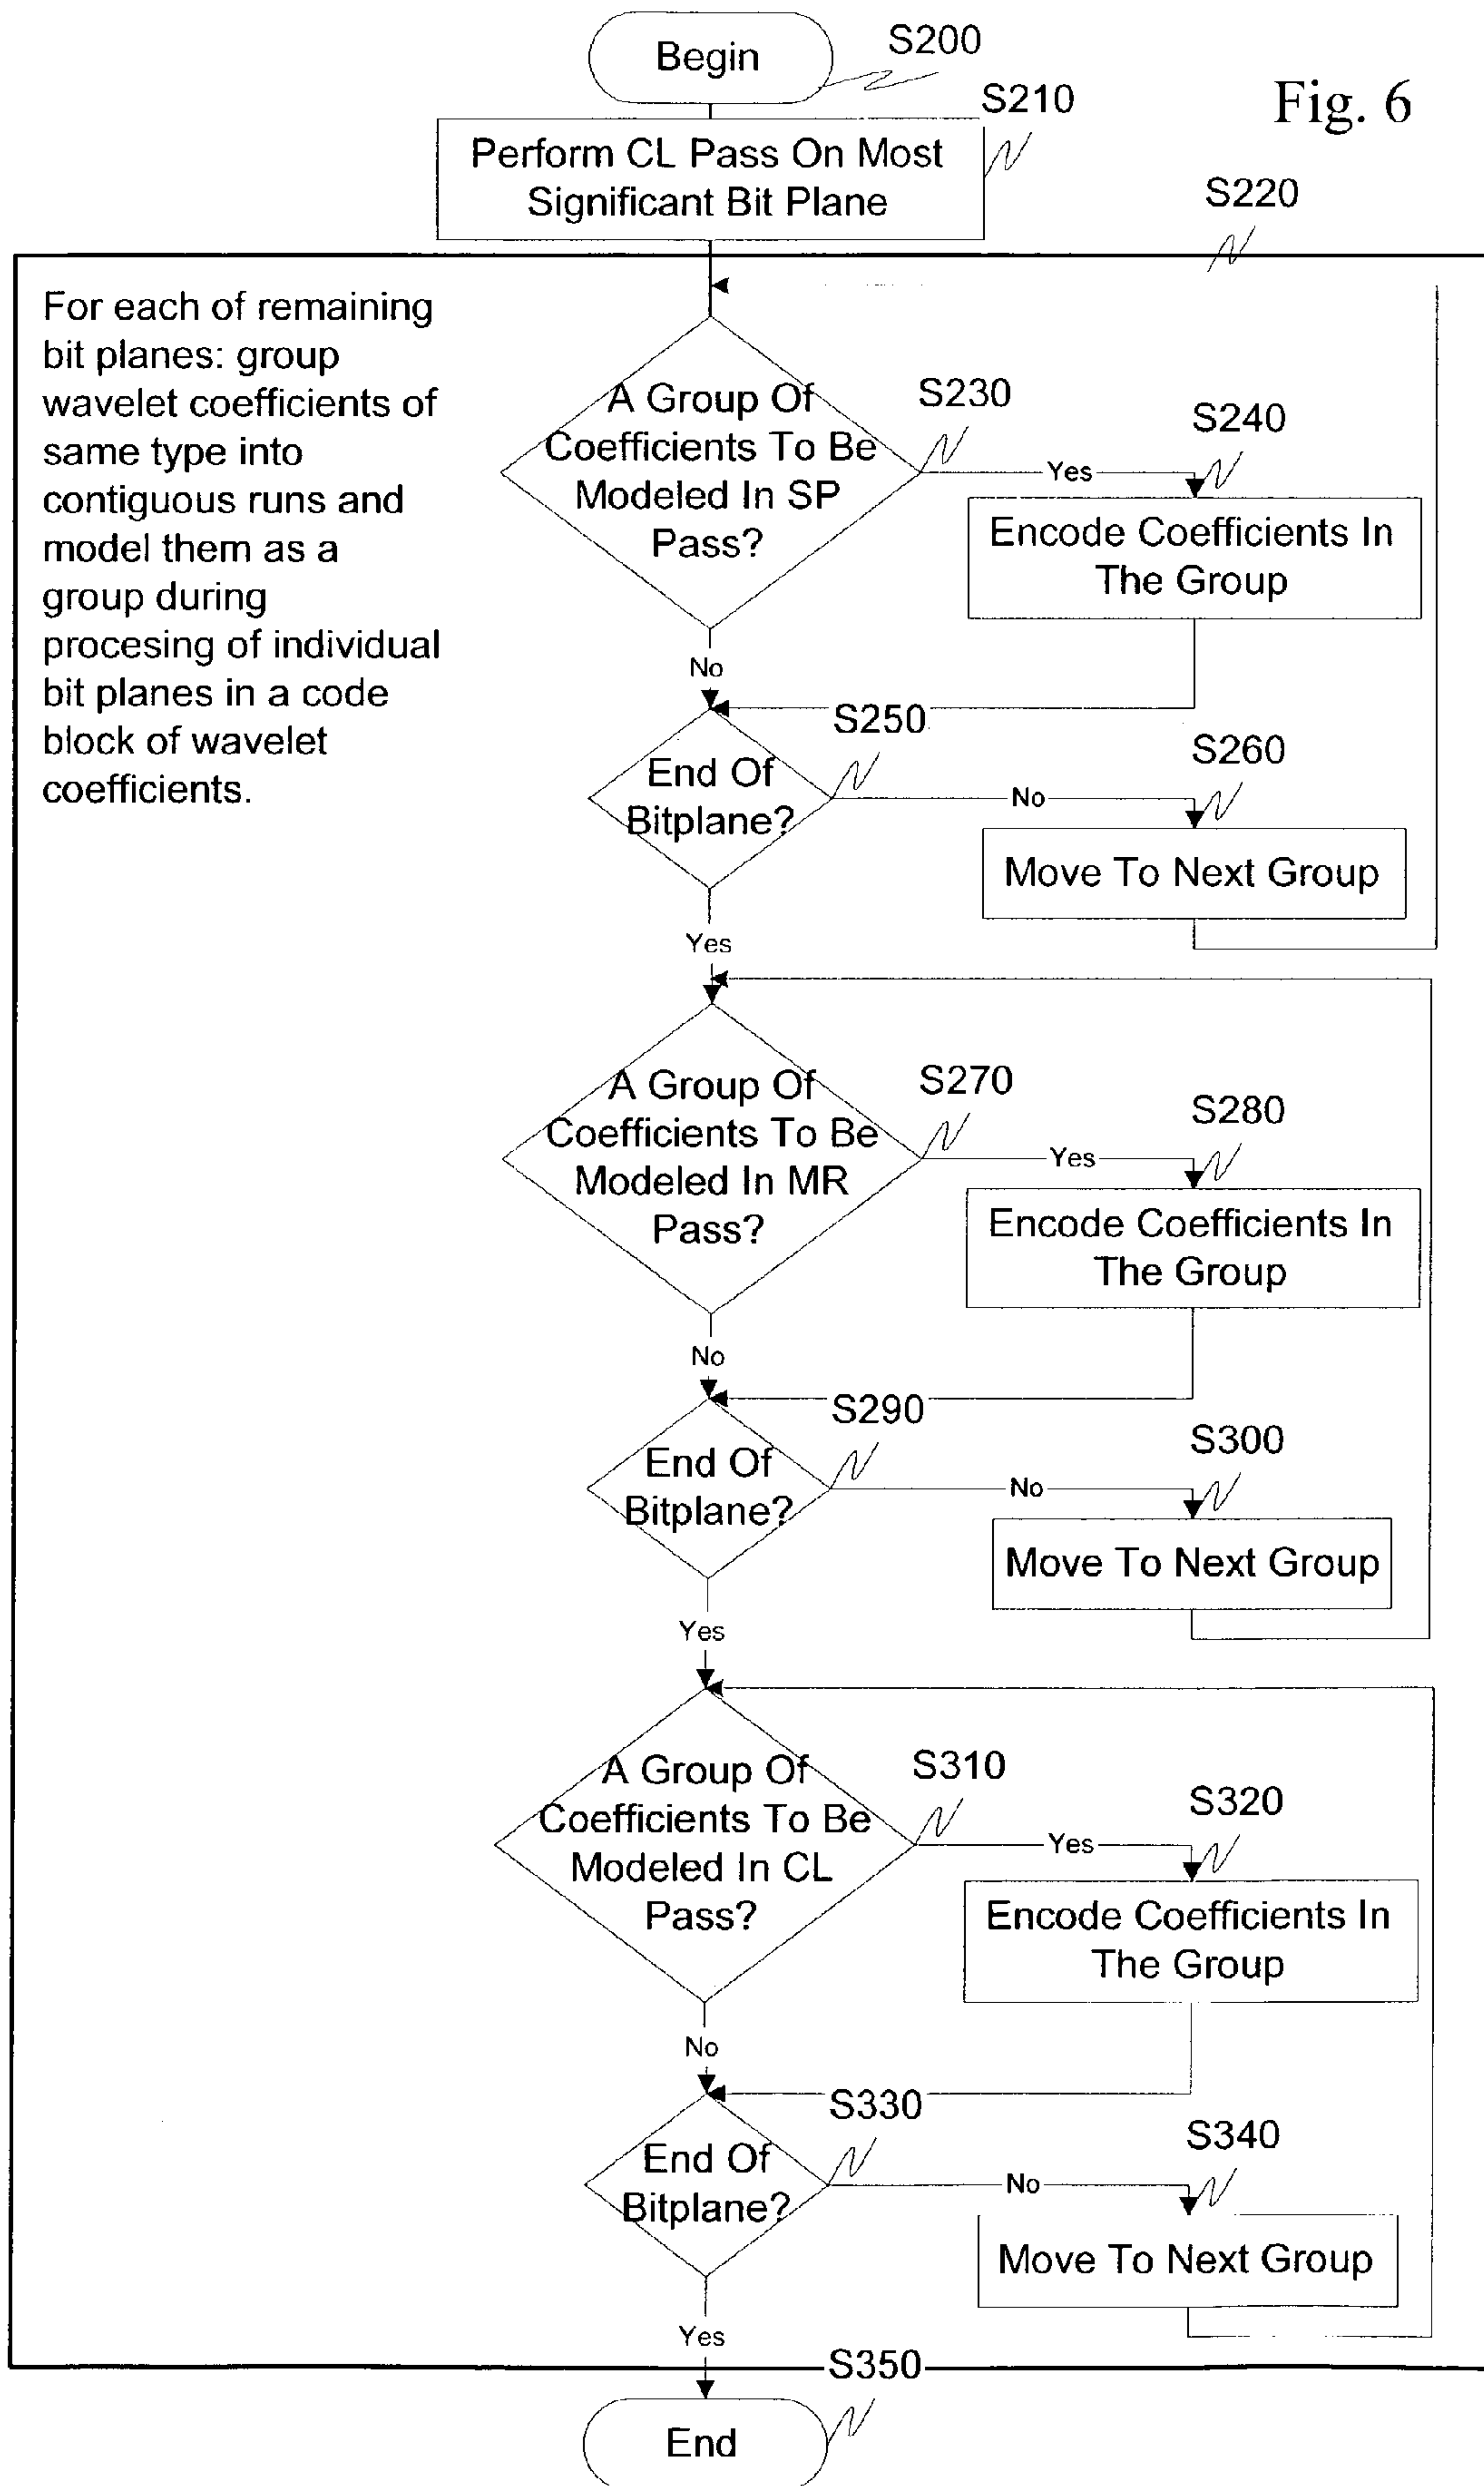 Begin
S200
Fig. 6
S210
Perform CL Pass On Most
Significant Bit Plane
S220
For each of remaining
bit planes: group
wavelet coefficients of
same type into
contiguous runs and
model them as a
group during
procesing of individual
bit planes in a code
block of wavelet
coefficients.
A Group Of
Coefficients To Be
Modeled In SP
Pass?
S230
Yes
S240
Encode Coefficients In
The Group
No
S250
End Of
Bitplane?
No
S260
Move To Next Group
Yes
A Group Of
Coefficients To Be
Modeled In MR
Pass?
S270
Yes
S280
Encode Coefficients In
The Group
No
S290
End Of
Bitplane?
No
S300
Move To Next Group
Yes
A Group Of
Coefficients To Be
Modeled In CL
Pass?
S310
Yes
S320
Encode Coefficients In
The Group
No
S330
End Of
Bitplane?
No
S340
Move To Next Group
Yes
S350
End